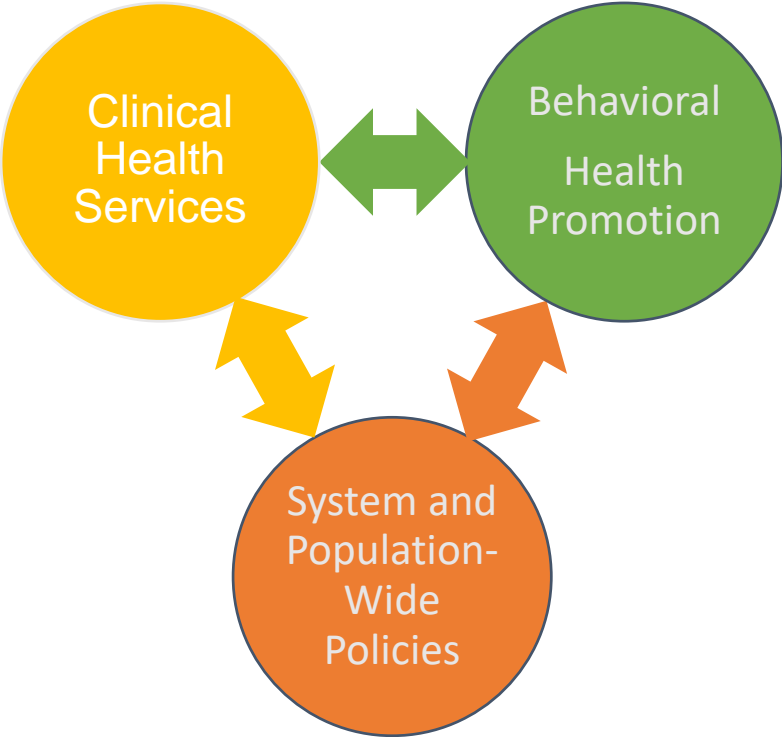 Clinical
Health
Services
Behavioral
Health
Promotion
System and
Population-
Wide
Policies